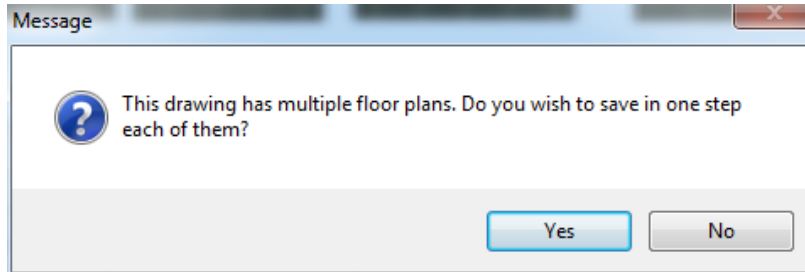 Message
This drawing has multiple floor plans. Do you wish to save in one step
each of them?
Yes
No